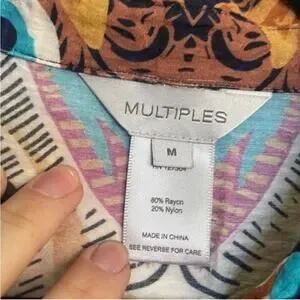 MULTIPLES
M
80% Rayon
20% Nylon
MADE IN CHINA
SEE REVERSE FOR CARE